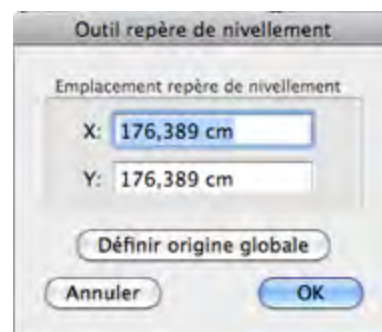 Outil repère de nivellement
Emplacement repère de nivellement
X: 176,389 cm
Y: 176,389 cm
Définir origine globale
Annuler OK